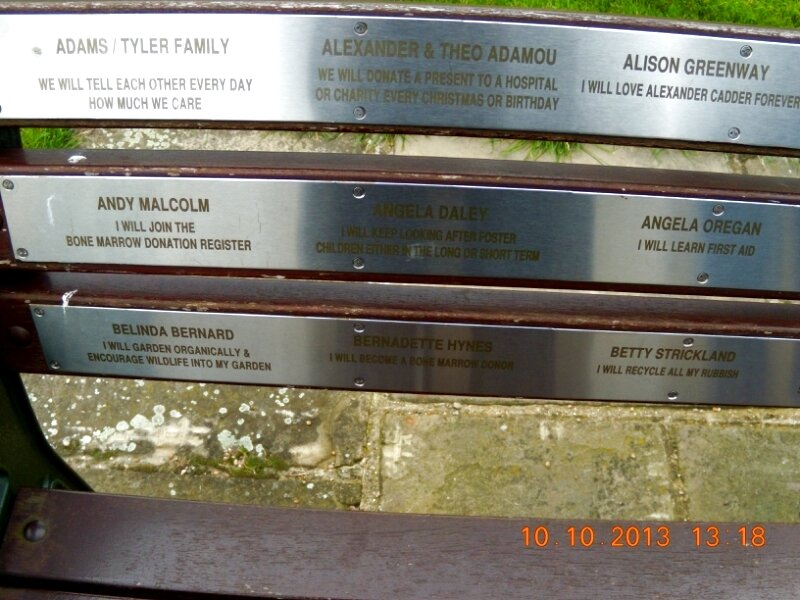 ADAMS / TYLER FAMILY
WE WILL TELL EACH OTHER EVERY DAY
HOW MUCH WE CARE
ALEXANDER & THEO ADAMOU
WE WILL DONATE A PRESENT TO A HOSPITAL
OR CHARITY EVERY CHRISTMAS OR BIRTHDAY
ALISON GREENWAY
I WILL LOVE ALEXANDER CADDER FOREVER
ANDY MALCOLM
I WILL JOIN THE
BONE MARROW DONATION REGISTER
ANGELA DALEY
I WILL KEEP LOOKING AFTER FOSTER
CHILDREN EITHER IN THE LONG OR SHORT TERM
ANGELA OREGAN
I WILL LEARN FIRST AID
BELINDA BERNARD
I WILL GARDEN ORGANICALLY &
ENCOURAGE WILDLIFE INTO MY GARDEN
BERNADETTE HYNES
I WILL BECOME A BONE MARROW DONOR
BETTY STRICKLAND
I WILL RECYCLE ALL MY RUBBISH
10.10.2013 13:18